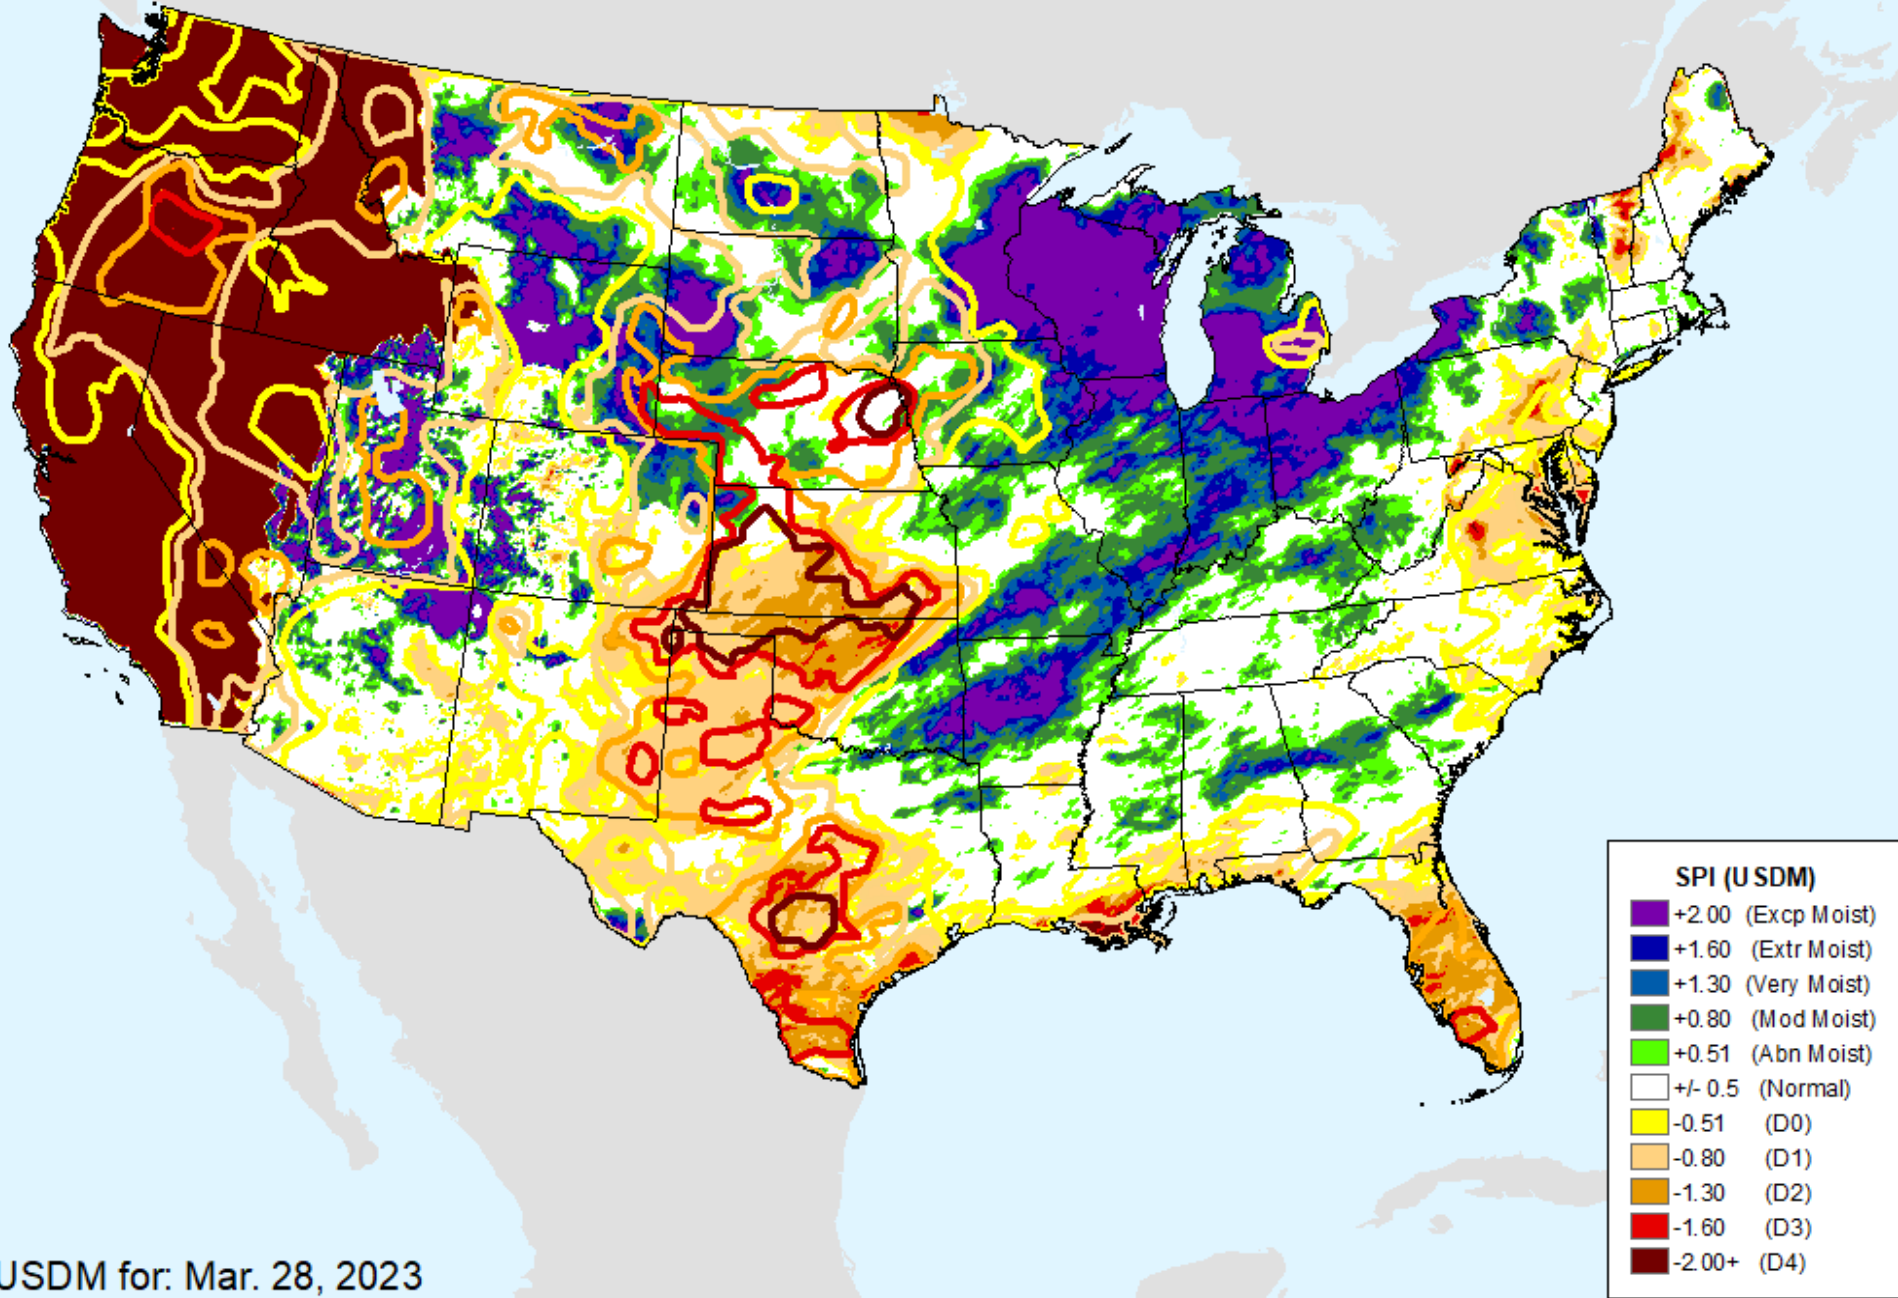 SPI (USDM)
+2.00 (Excp Moist)
+1.60 (Extr Moist)
+1.30 (Very Moist)
+0.80 (Mod Moist)
+0.51 (Abn Moist)
+/- 0.5 (Normal)
-0.51 (D0)
-0.80 (D1)
-1.30 (D2)
-1.60 (D3)
-2.00+ (D4)
USDM for: Mar. 28, 2023